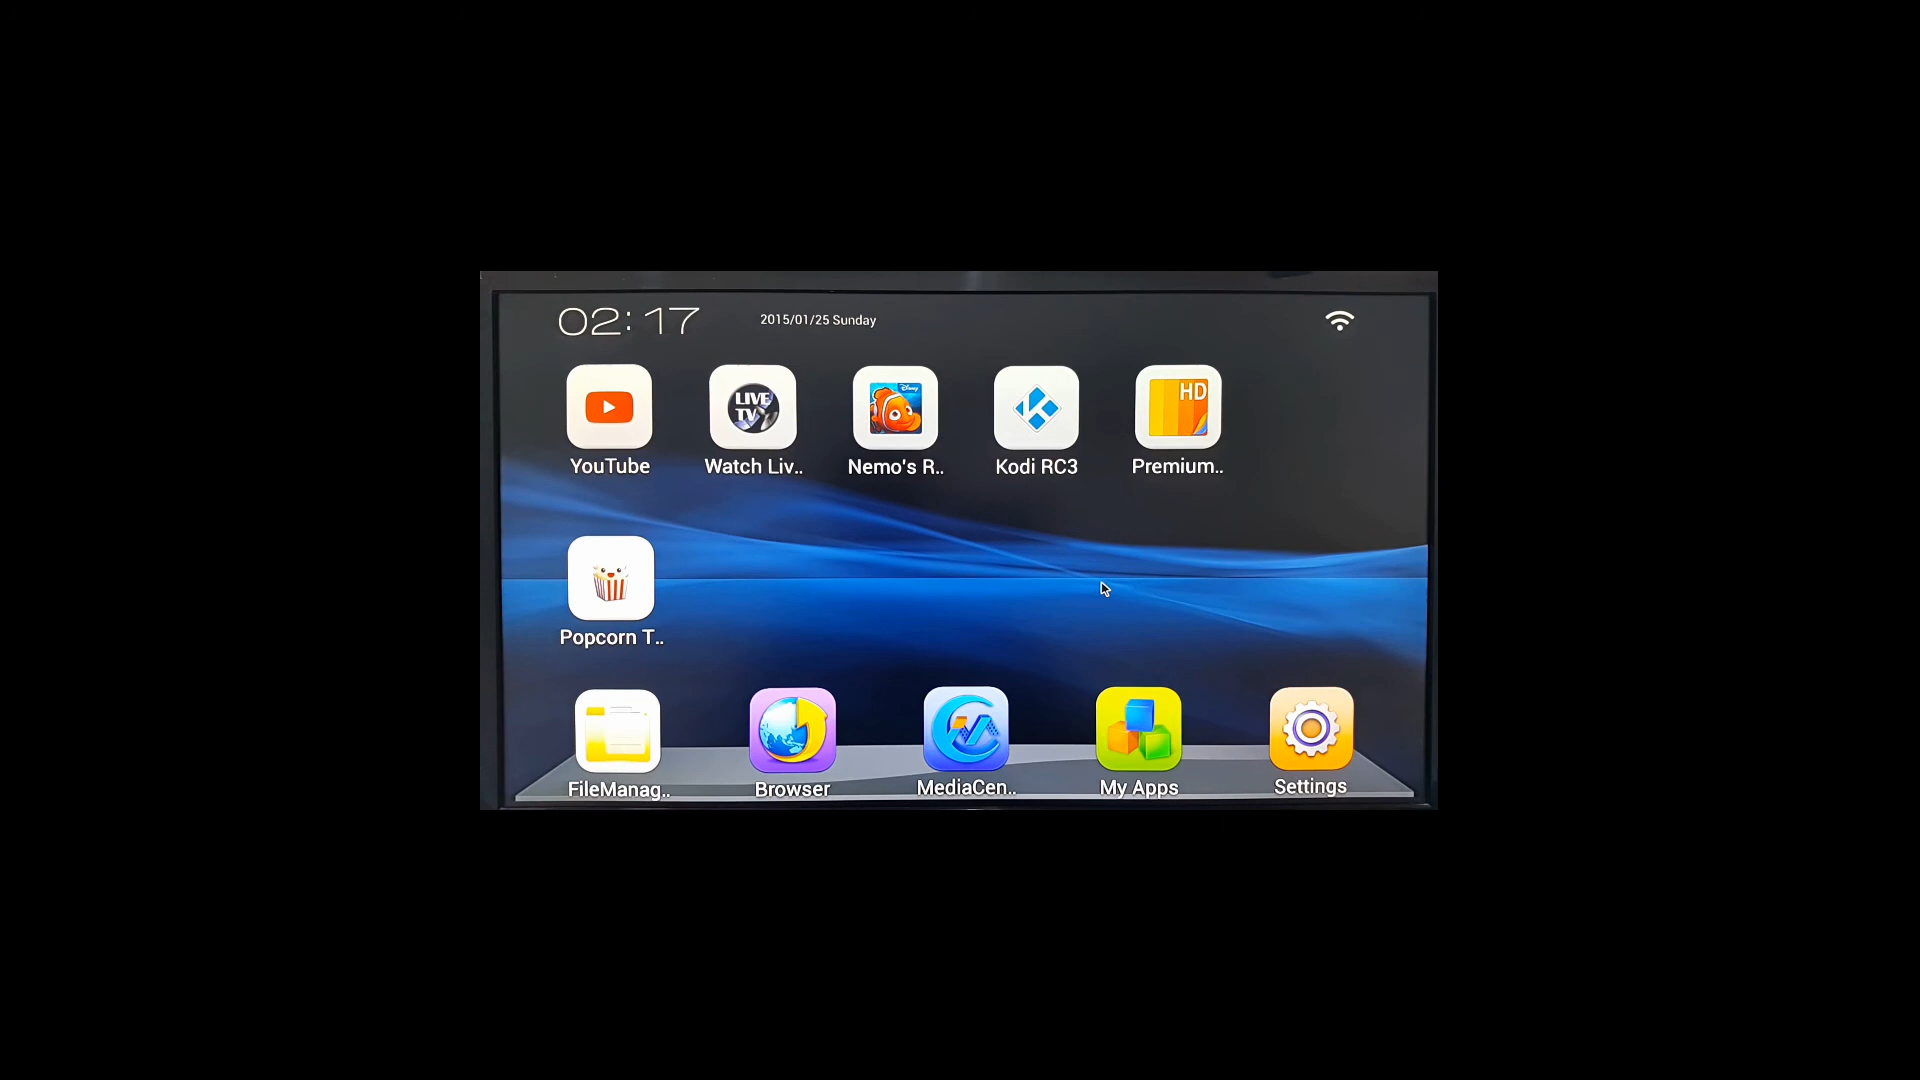 02:17 2015/01/25 Sunday
LIVE TV
Disney
HD
YouTube Watch Liv.. Nemo's R.. Kodi RC3 Premium..
Popcorn T..
FileManag.. Browser MediaCen.. My Apps Settings